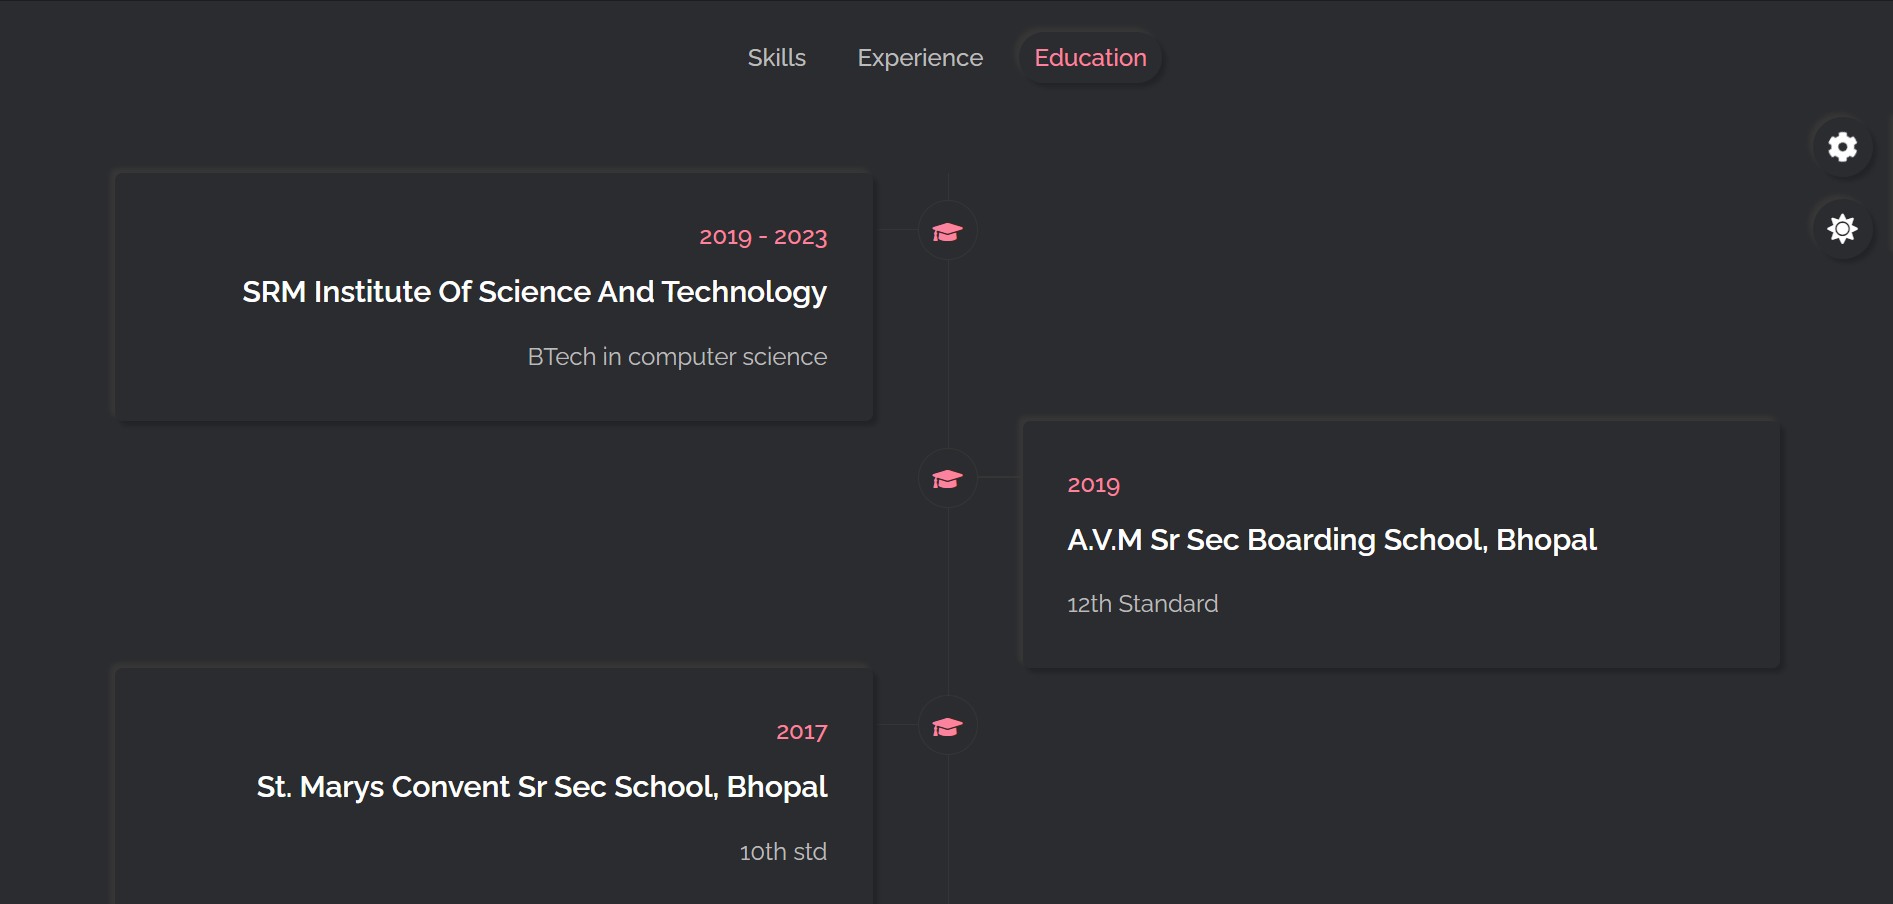 Skills
Experience
Education
2019 - 2023
SRM Institute Of Science And Technology
BTech in computer science
2019
A.V.M Sr Sec Boarding School, Bhopal
12th Standard
2017
St. Marys Convent Sr Sec School, Bhopal
10th std